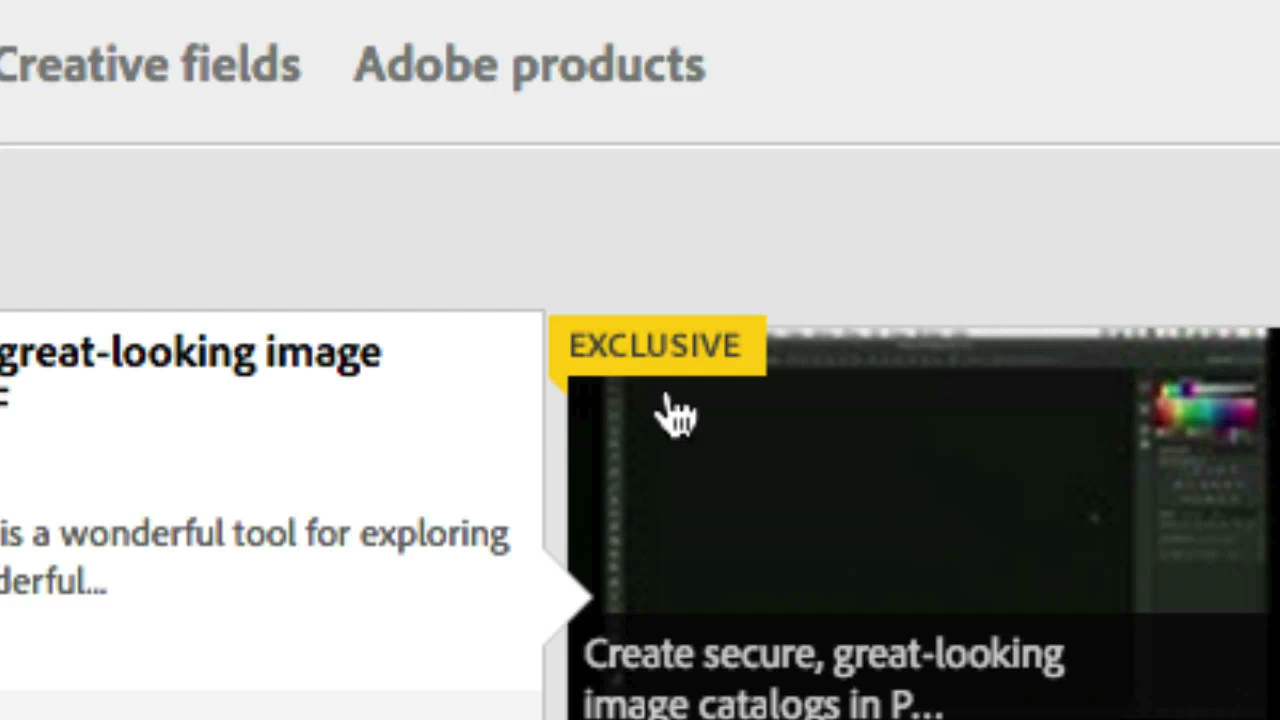 Creative fields Adobe products
great-looking image
F
is a wonderful tool for exploring
derful...
EXCLUSIVE
Create secure, great-looking
image catalogs in P...